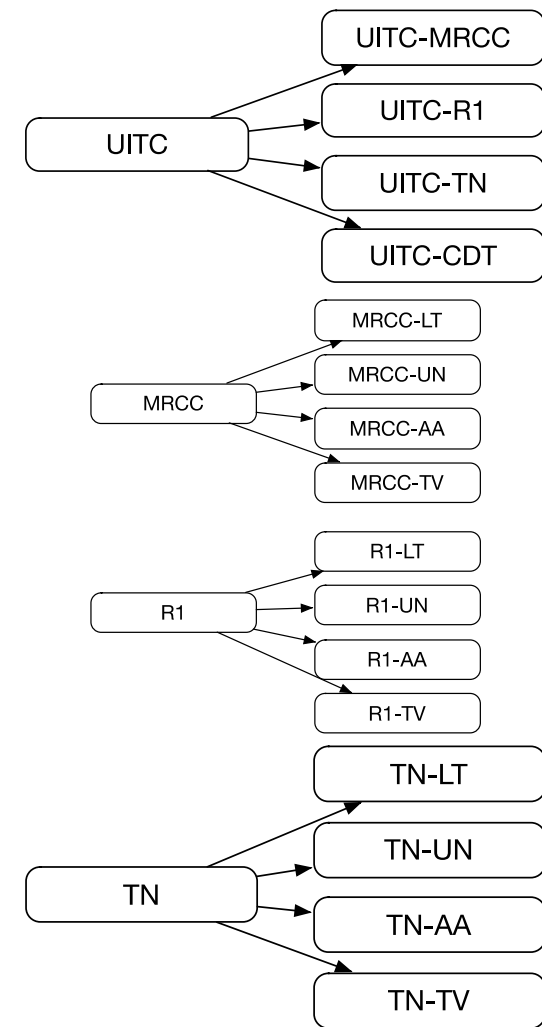 UITC
UITC-MRCC
UITC-R1
UITC-TN
UITC-CDT
MRCC
MRCC-LT
MRCC-UN
MRCC-AA
MRCC-TV
R1
R1-LT
R1-UN
R1-AA
R1-TV
TN
TN-LT
TN-UN
TN-AA
TN-TV